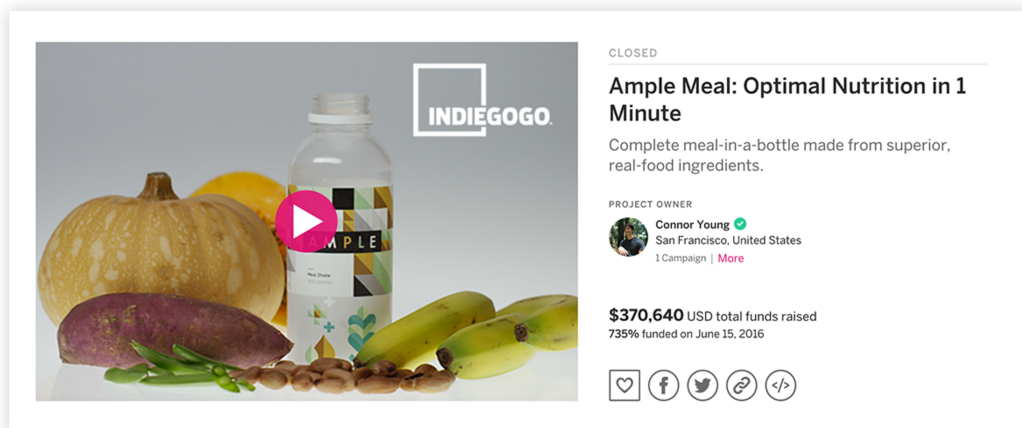 CLOSED
INDIEGOGO.
Ample Meal: Optimal Nutrition in 1
Minute
Complete meal-in-a-bottle made from superior,
real-food ingredients.
PROJECT OWNER
Connor Young
San Francisco, United States
1 Campaign | More
AMPLE
Meal Shake
$370,640 USD total funds raised
735% funded on June 15, 2016